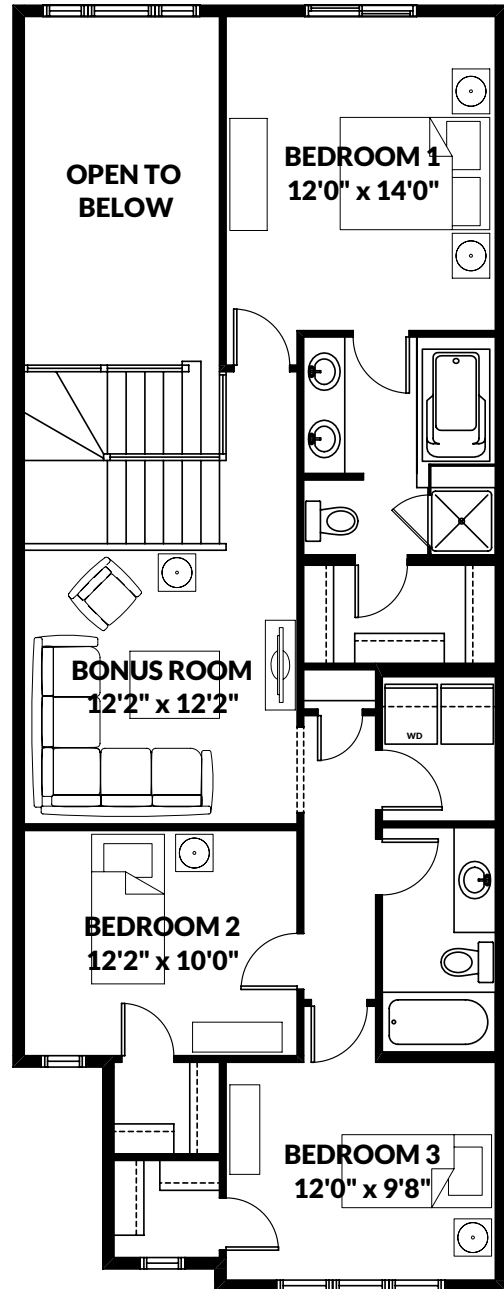 OPEN TO
BELOW
BEDROOM 1
12'0" x 14'0"
BONUS ROOM
12'2" x 12'2"
WD
BEDROOM 2
12'2" x 10'0"
BEDROOM 3
12'0" x 9'8"